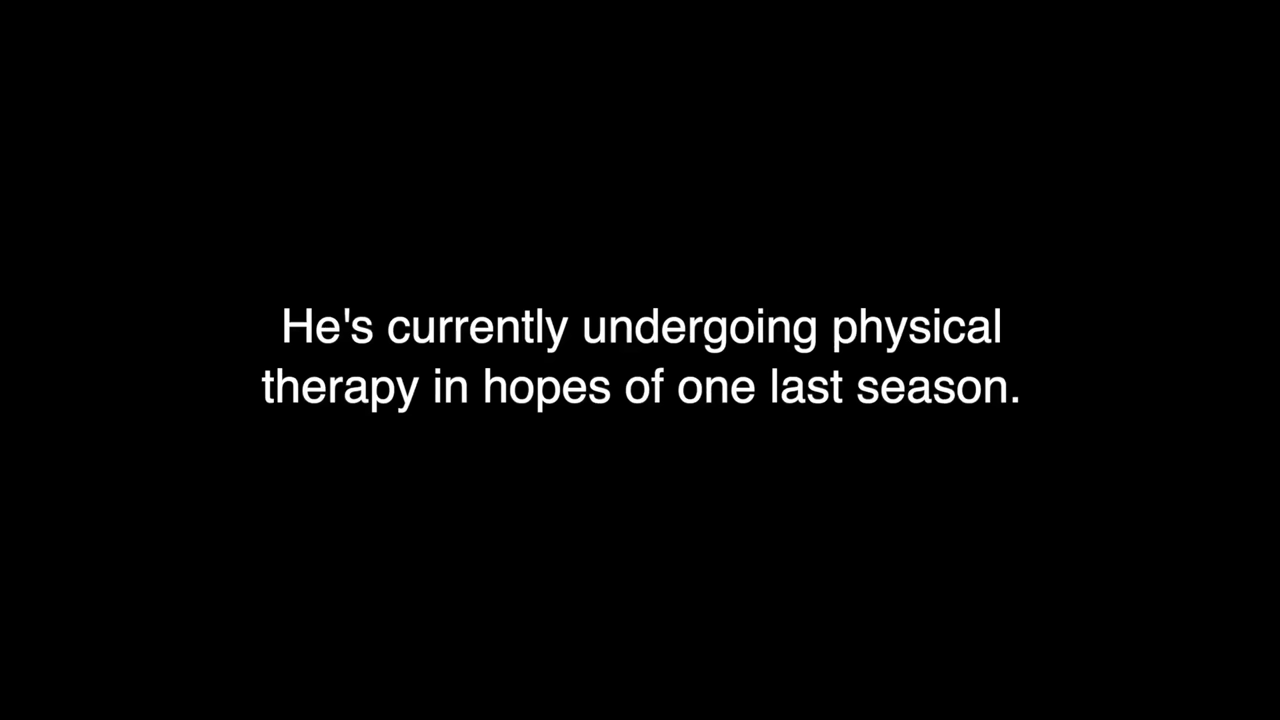 He's currently undergoing physical
therapy in hopes of one last season.